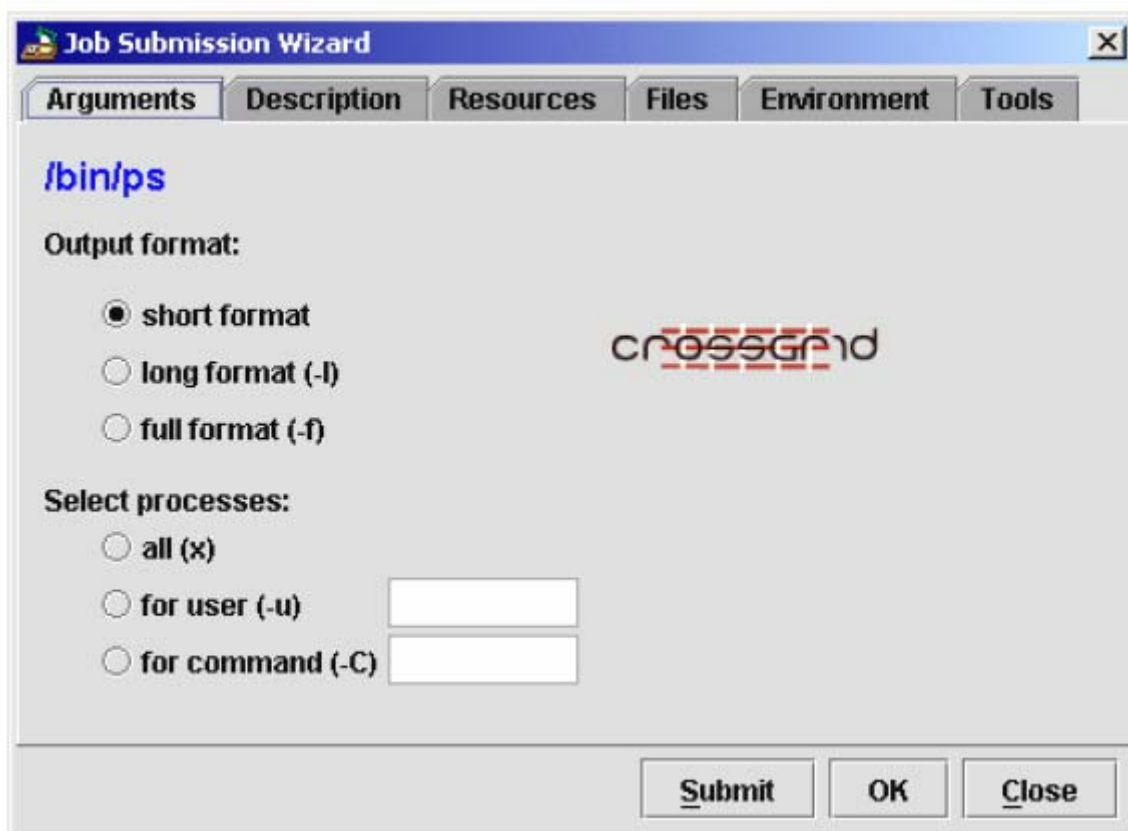 Job Submission Wizard
Arguments Description Resources Files Environment Tools
/bin/ps
Output format:
short format
long format (-l)
full format (-f)
crossGrid
Select processes:
all (x)
for user (-u)
for command (-C)
Submit OK Close